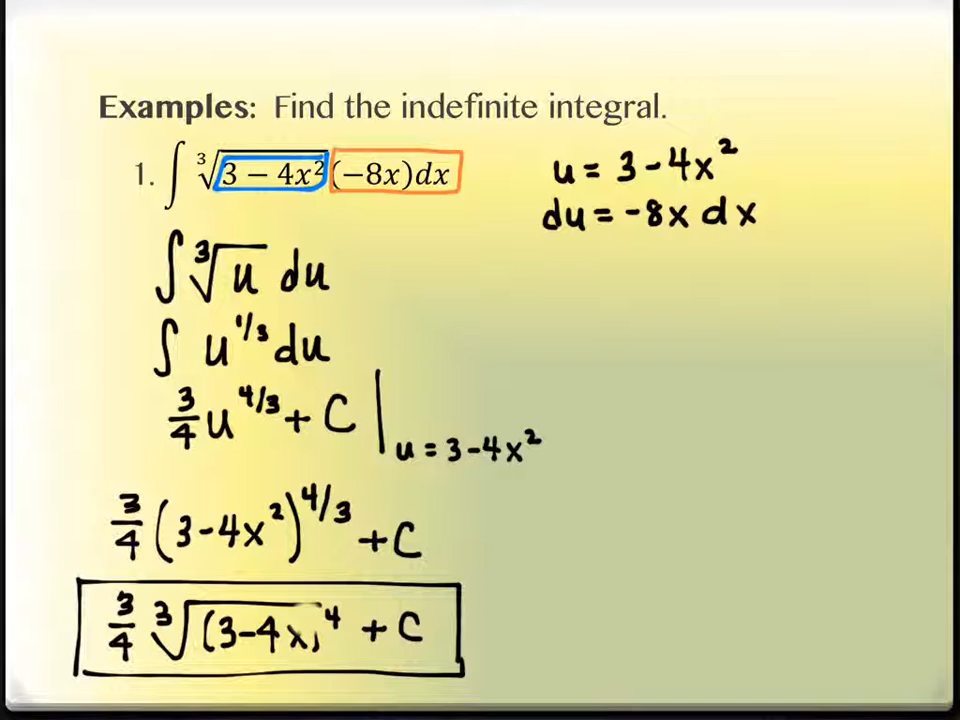 Examples: Find the indefinite integral.
1. ∫ ∛(3 − 4x²) (−8x)dx
u = 3-4x²
du = -8x dx
∫ ∛u du
∫ u^(1/3) du
3/4 u^(4/3) + C | u = 3-4x²
3/4 (3-4x²)^(4/3) + C
3/4 ∛(3-4x)⁴ + C